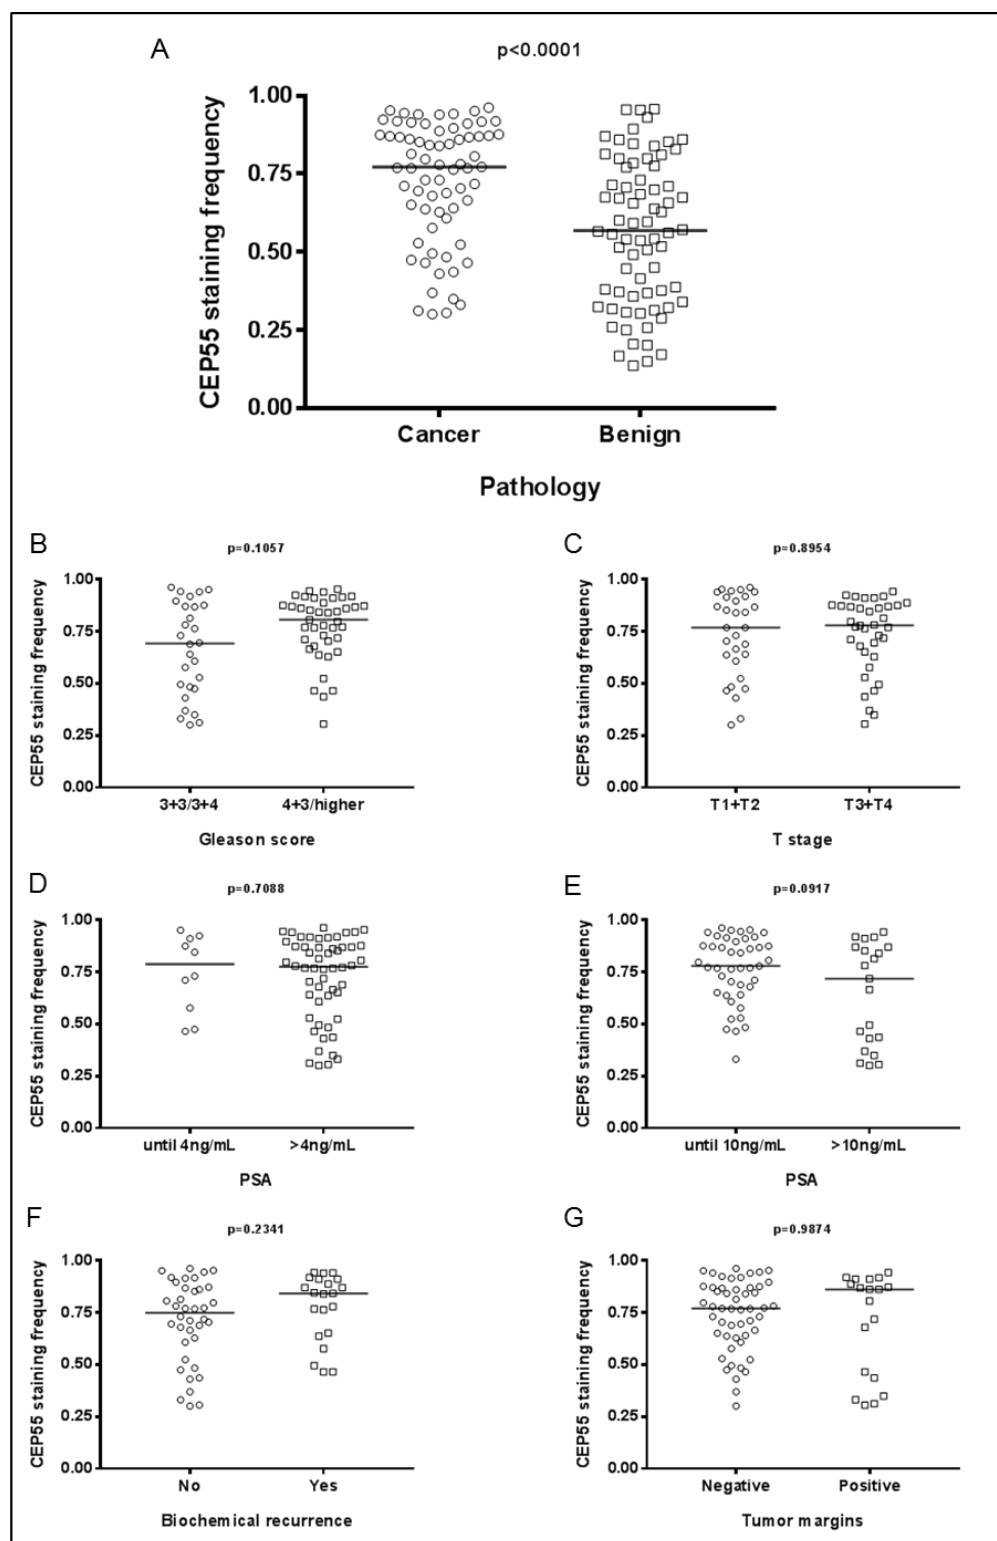 A
p<0.0001
CEP55 staining frequency
1.00
0.75
0.50
0.25
0.00
Cancer Benign
Pathology
B
p=0.1057
CEP55 staining frequency
1.00
0.75
0.50
0.25
0.00
3+3/3+4 4+3/higher
Gleason score
C
p=0.8954
CEP55 staining frequency
1.00
0.75
0.50
0.25
0.00
T1+T2 T3+T4
T stage
D
p=0.7088
CEP55 staining frequency
1.00
0.75
0.50
0.25
0.00
until 4ng/mL >4ng/mL
PSA
E
p=0.0917
CEP55 staining frequency
1.00
0.75
0.50
0.25
0.00
until 10ng/mL >10ng/mL
PSA
F
p=0.2341
CEP55 staining frequency
1.00
0.75
0.50
0.25
0.00
No Yes
Biochemical recurrence
G
p=0.9874
CEP55 staining frequency
1.00
0.75
0.50
0.25
0.00
Negative Positive
Tumor margins